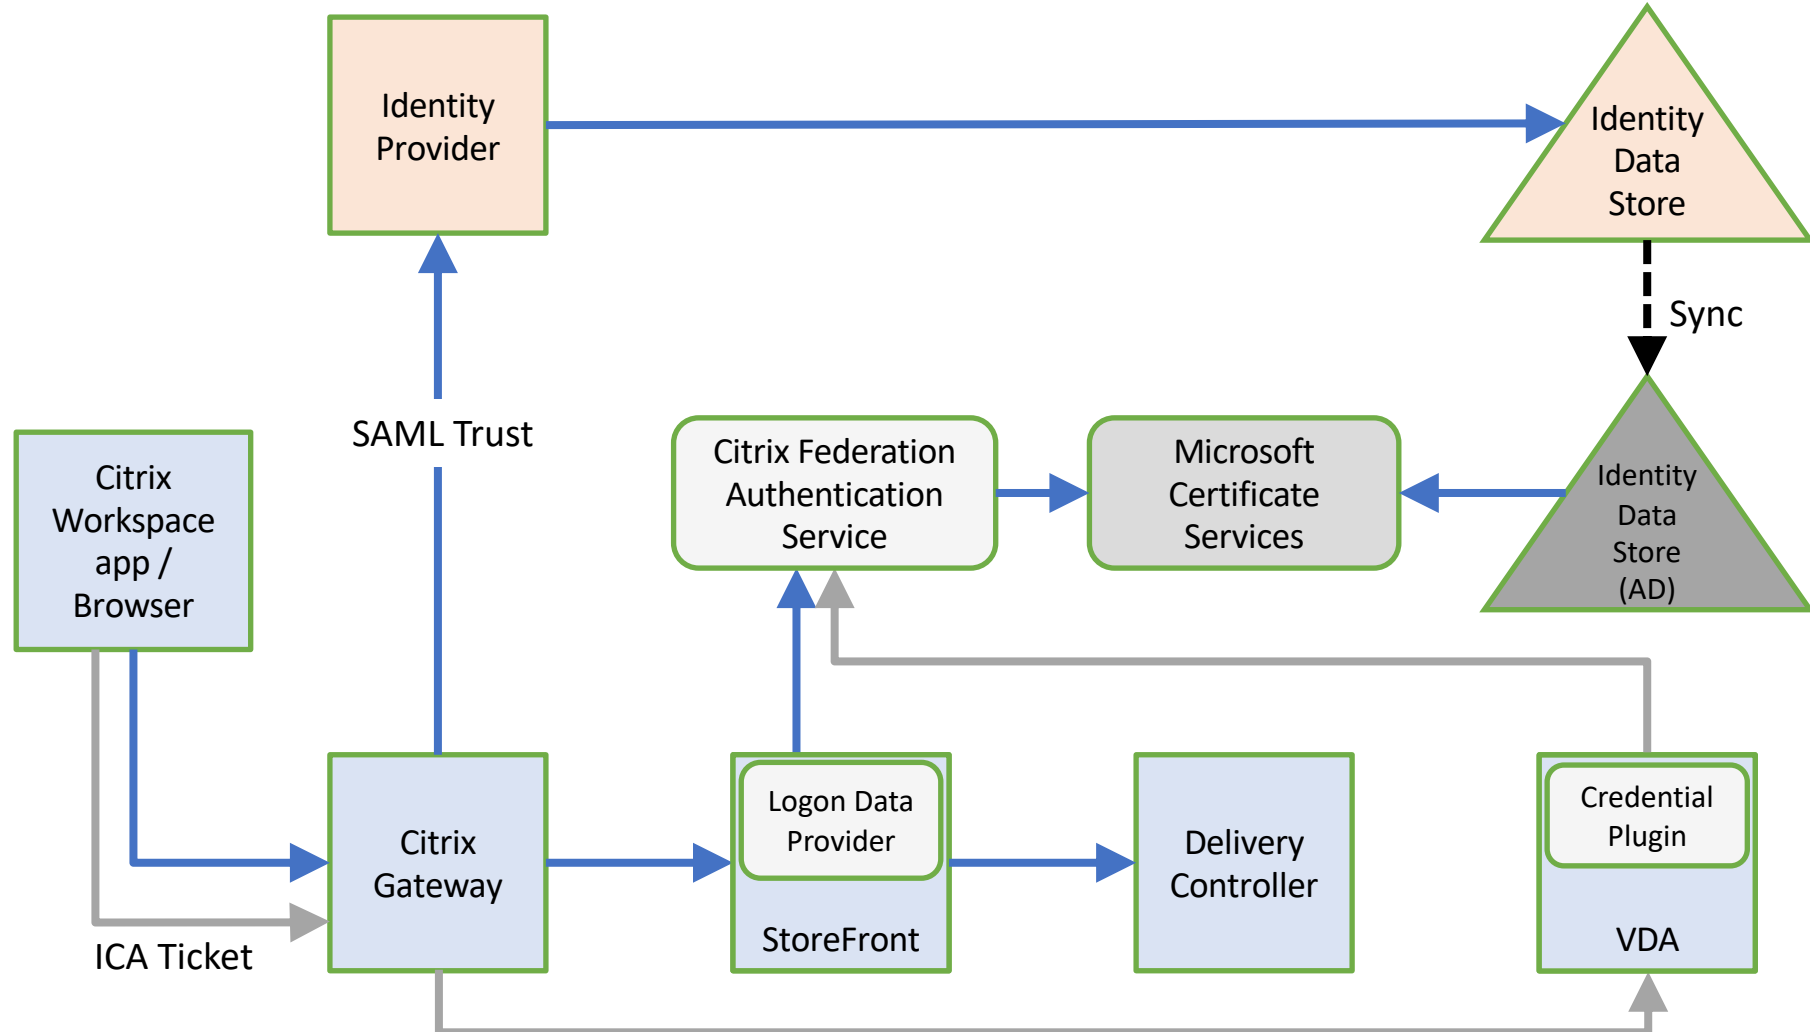 Identity
Provider
Identity
Data
Store
Sync
SAML Trust
Citrix
Workspace
app /
Browser
Citrix Federation
Authentication
Service
Microsoft
Certificate
Services
Identity
Data
Store
(AD)
Citrix
Gateway
Logon Data
Provider
StoreFront
Delivery
Controller
Credential
Plugin
VDA
ICA Ticket